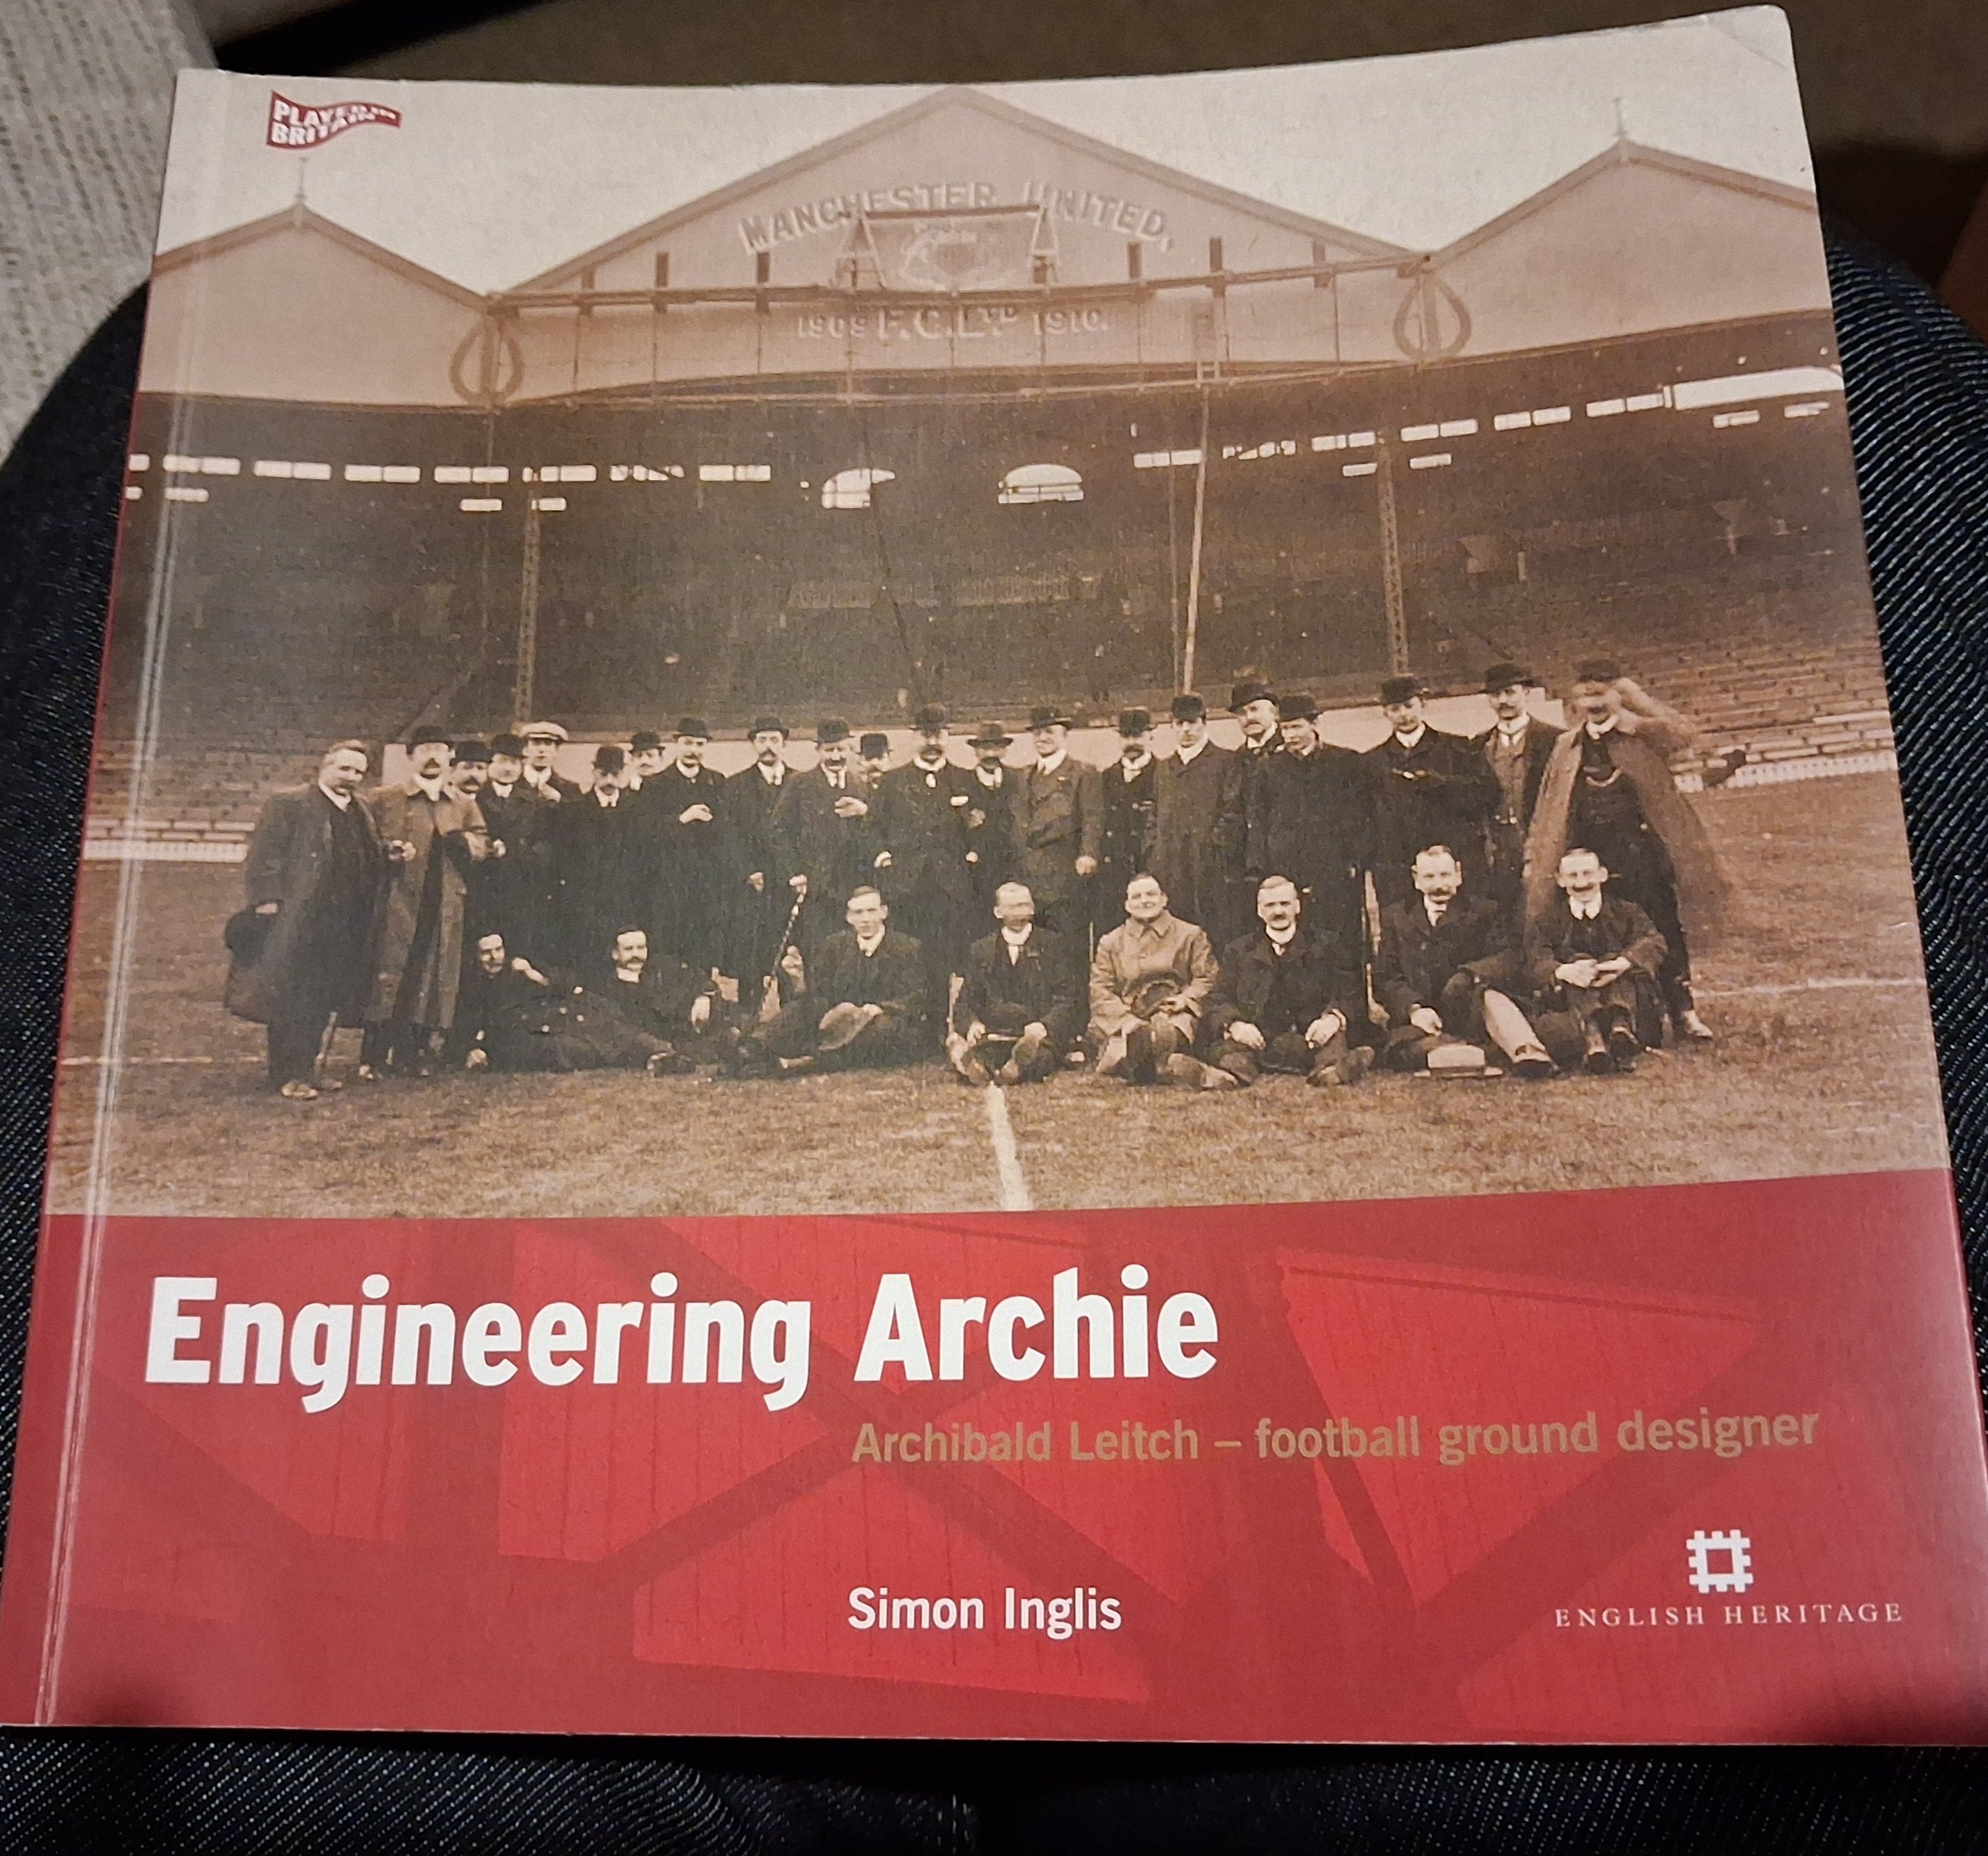 PLAYED IN
BRITAIN
MANCHESTER UNITED.
1909 F.C. LTD 1910.
Engineering Archie
Archibald Leitch – football ground designer
Simon Inglis
ENGLISH HERITAGE